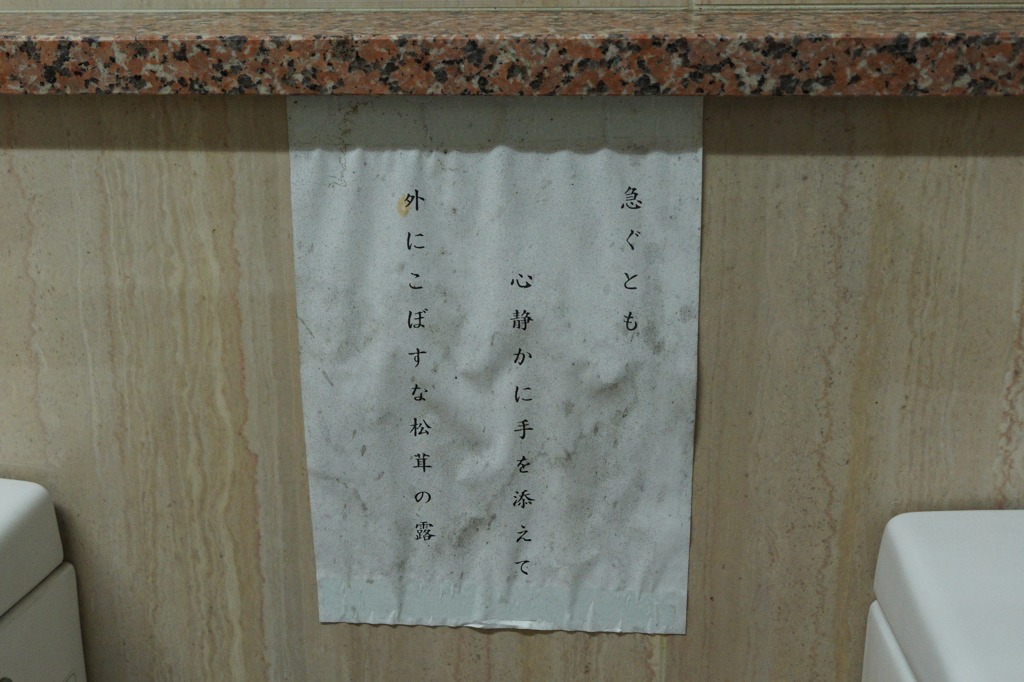 急ぐとも
心静かに手を添えて
外にこぼすな松茸の露